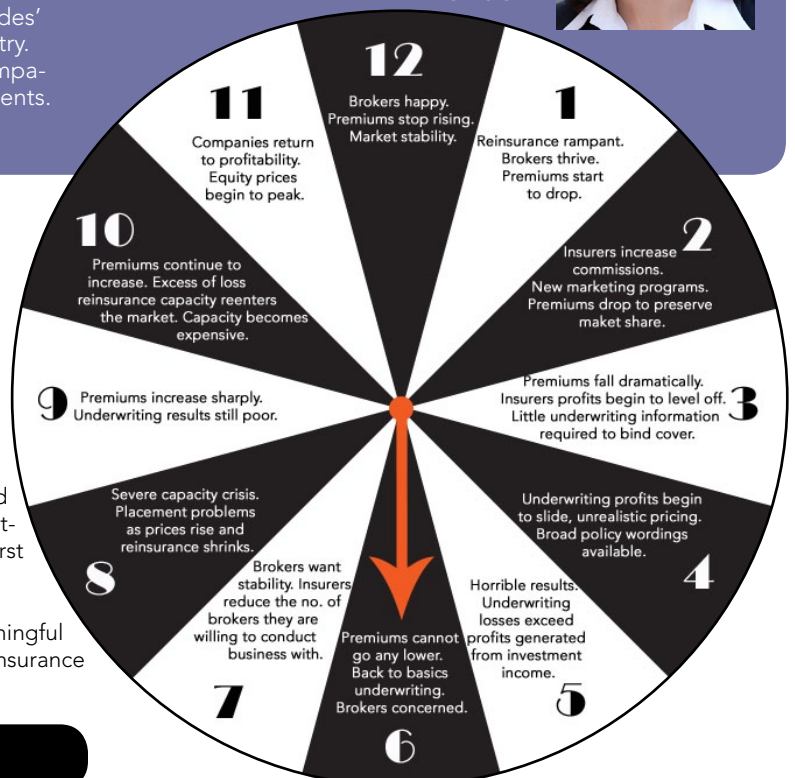 des’
try.
mpa-
ents.
12
Brokers happy.
Premiums stop rising.
Market stability.
1
Reinsurance rampant.
Brokers thrive.
Premiums start
to drop.
2
Insurers increase
commissions.
New marketing programs.
Premiums drop to preserve
maket share.
3
Premiums fall dramatically.
Insurers profits begin to level off.
Little underwriting information
required to bind cover.
4
Underwriting profits begin
to slide, unrealistic pricing.
Broad policy wordings
available.
Horrible results.
Underwriting
losses exceed
profits generated
from investment
income.
5
Premiums cannot
go any lower.
Back to basics
underwriting.
Brokers concerned.
6
Brokers want
stability. Insurers
reduce the no. of
brokers they are
willing to conduct
business with.
7
Severe capacity crisis.
Placement problems
as prices rise and
reinsurance shrinks.
8
9
Premiums increase sharply.
Underwriting results still poor.
10
Premiums continue to
increase. Excess of loss
reinsurance capacity reenters
the market. Capacity becomes
expensive.
11
Companies return
to profitability.
Equity prices
begin to peak.
d
t-
rst
ningful
nsurance